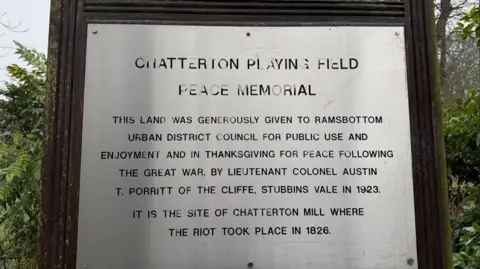 CHATTERTON PLAYING FIELD
PEACE MEMORIAL
THIS LAND WAS GENEROUSLY GIVEN TO RAMSBOTTOM
URBAN DISTRICT COUNCIL FOR PUBLIC USE AND
ENJOYMENT AND IN THANKSGIVING FOR PEACE FOLLOWING
THE GREAT WAR, BY LIEUTENANT COLONEL AUSTIN
T. PORRITT OF THE CLIFFE, STUBBINS VALE IN 1923.
IT IS THE SITE OF CHATTERTON MILL WHERE
THE RIOT TOOK PLACE IN 1826.